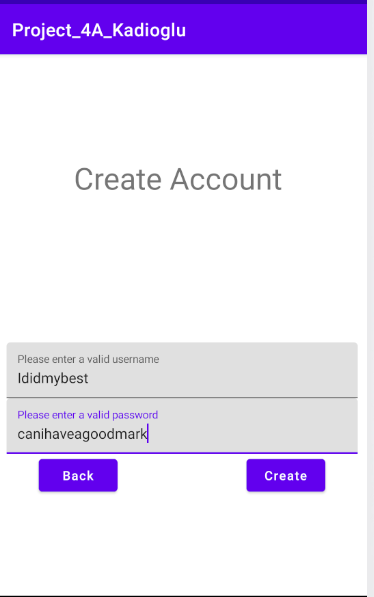 Project_4A_Kadioglu
Create Account
Please enter a valid username
Ididmybest
Please enter a valid password
canihaveagoodmark
Back
Create